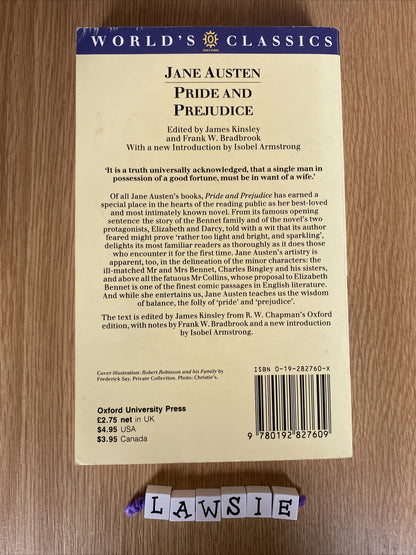 WORLD'S CLASSICS
OXFORD
JANE AUSTEN
PRIDE AND
PREJUDICE
Edited by James Kinsley
and Frank W. Bradbrook
With a new Introduction by Isobel Armstrong
'It is a truth universally acknowledged, that a single man in
possession of a good fortune, must be in want of a wife.'
Of all Jane Austen's books, Pride and Prejudice has earned a
special place in the hearts of the reading public as her best-loved
and most intimately known novel. From its famous opening
sentence the story of the Bennet family and of the novel's two
protagonists, Elizabeth and Darcy, told with a wit that its author
feared might prove 'rather too light and bright, and sparkling',
delights its most familiar readers as thoroughly as it does those
who encounter it for the first time. Jane Austen's artistry is
apparent, too, in the delineation of the minor characters: the
ill-matched Mr and Mrs Bennet, Charles Bingley and his sisters,
and above all the fatuous Mr Collins, whose proposal to Elizabeth
Bennet is one of the finest comic passages in English literature.
And while she entertains us, Jane Austen teaches us the wisdom
of balance, the folly of 'pride' and 'prejudice'.
The text is edited by James Kinsley from R. W. Chapman's Oxford
edition, with notes by Frank W. Bradbrook and a new introduction
by Isobel Armstrong.
Cover illustration: Robert Robinson and his Family by
Frederick Say. Private Collection. Photo: Christie's.
ISBN 0-19-282760-X
Oxford University Press
£2.75 net in UK
$4.95 USA
$3.95 Canada
9 780192 827609
LAWSIE